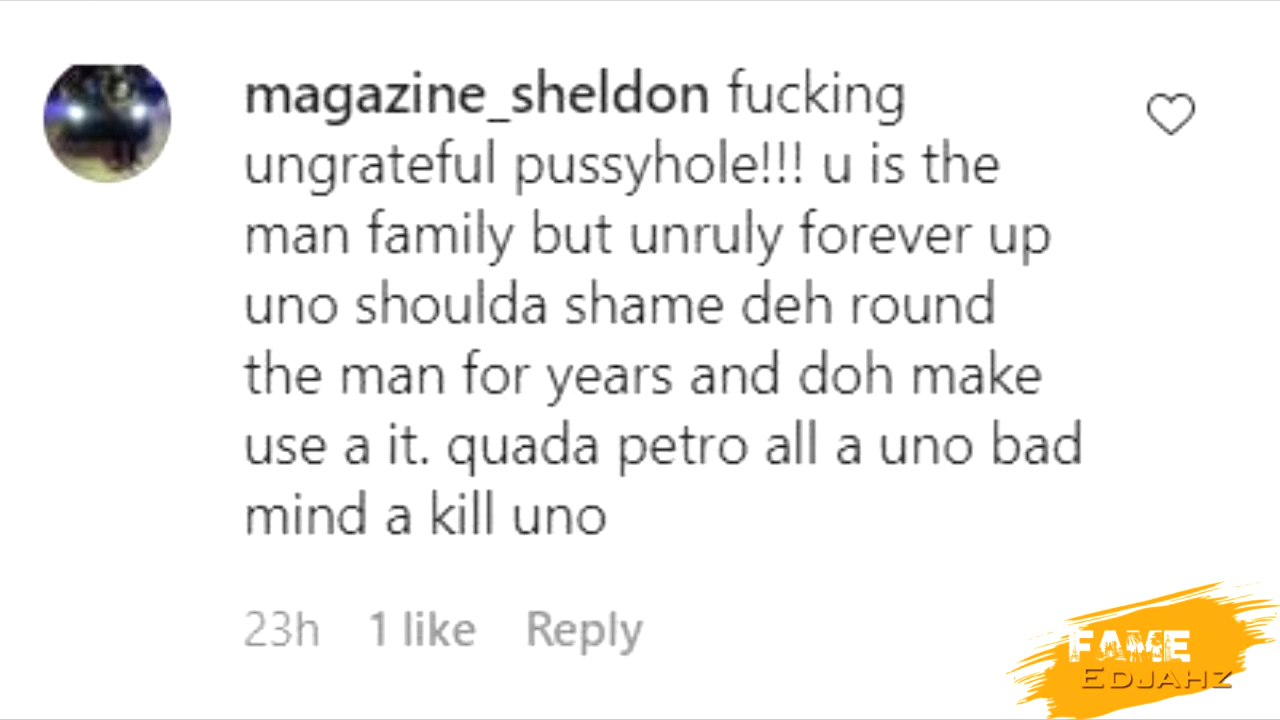 magazine_sheldon fucking
ungrateful pussyhole!!! u is the
man family but unruly forever up
uno shoulda shame deh round
the man for years and doh make
use a it. quada petro all a uno bad
mind a kill uno
23h 1 like Reply
FAME
EDJAHZ